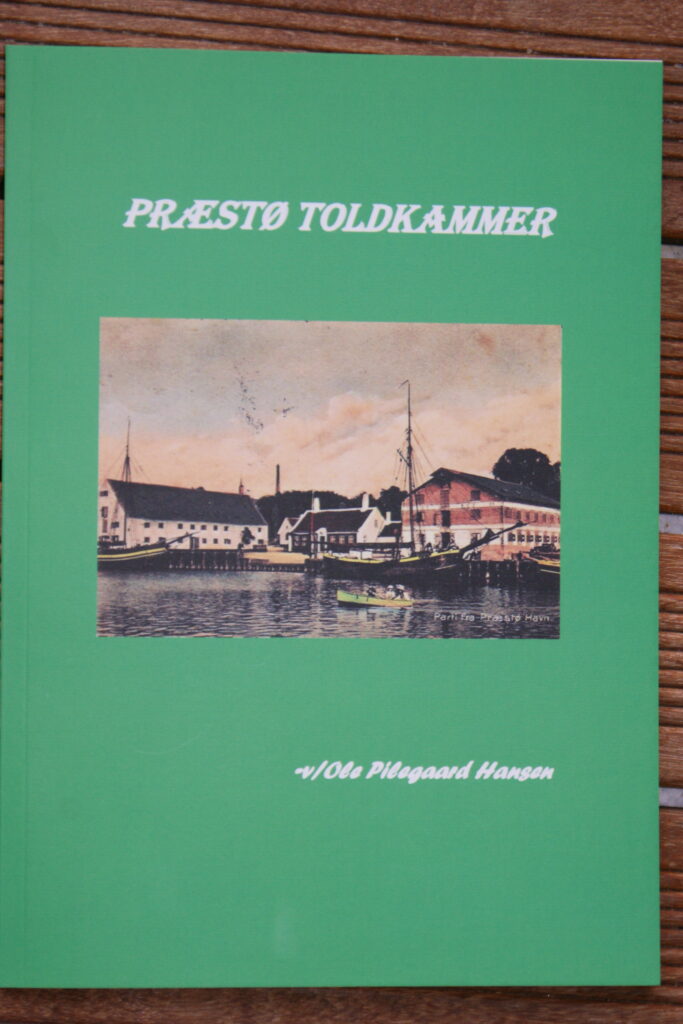 PRÆSTØ TOLDKAMMER
Parti fra Præstø Havn.
v/Ole Pilegaard Hansen